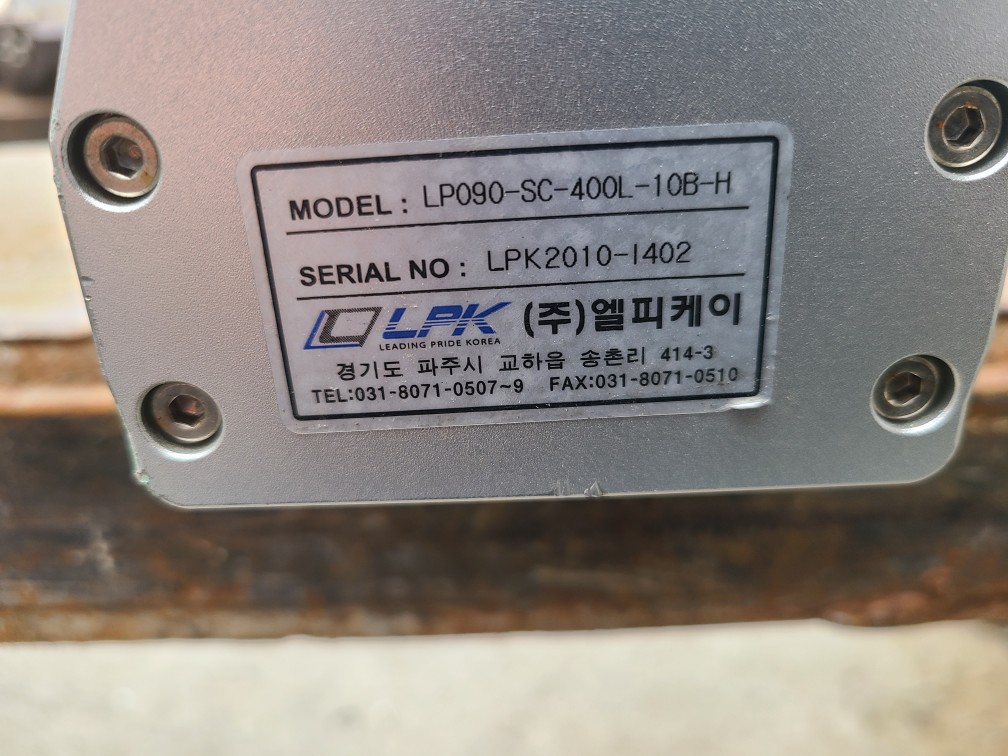 MODEL : LP090-SC-400L-10B-H
SERIAL NO : LPK2010-I402
LPK (주)엘피케이
LEADING PRIDE KOREA
경기도 파주시 교하읍 송촌리 414-3
TEL:031-8071-0507~9 FAX:031-8071-0510